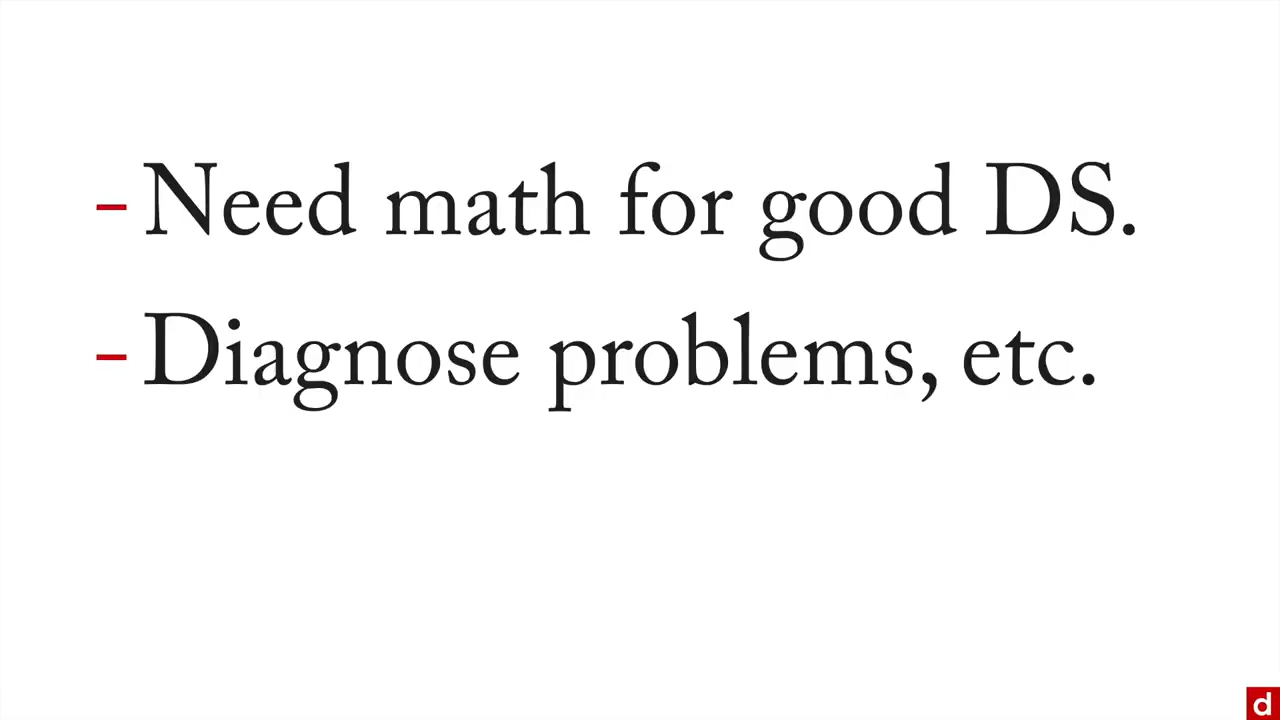 - Need math for good DS.
- Diagnose problems, etc.
d